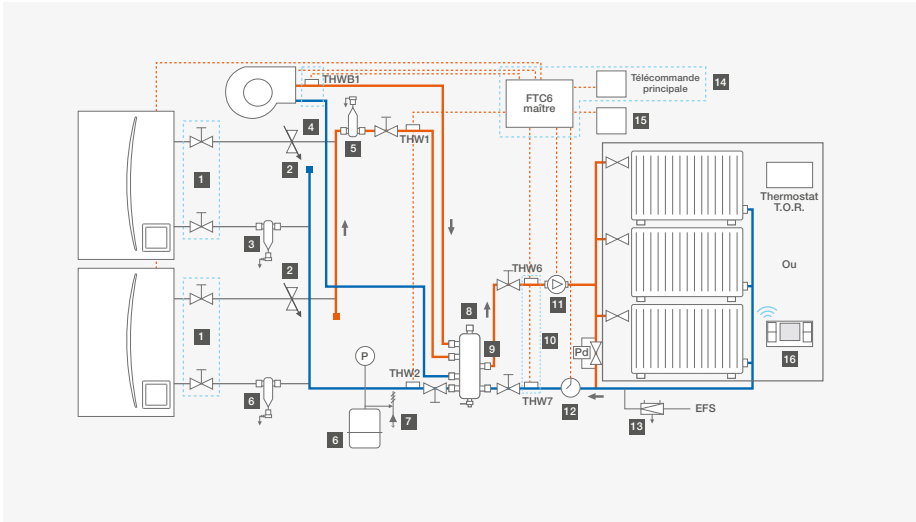 THWB1
FTC6
maître
Télécommande
principale
14
4
15
THW1
5
1
2
3
Thermostat
T.O.R.
Ou
2
THW6
11
8
9
10
1
P
Pd
16
THW2
THW7
12
6
6
7
13
EFS